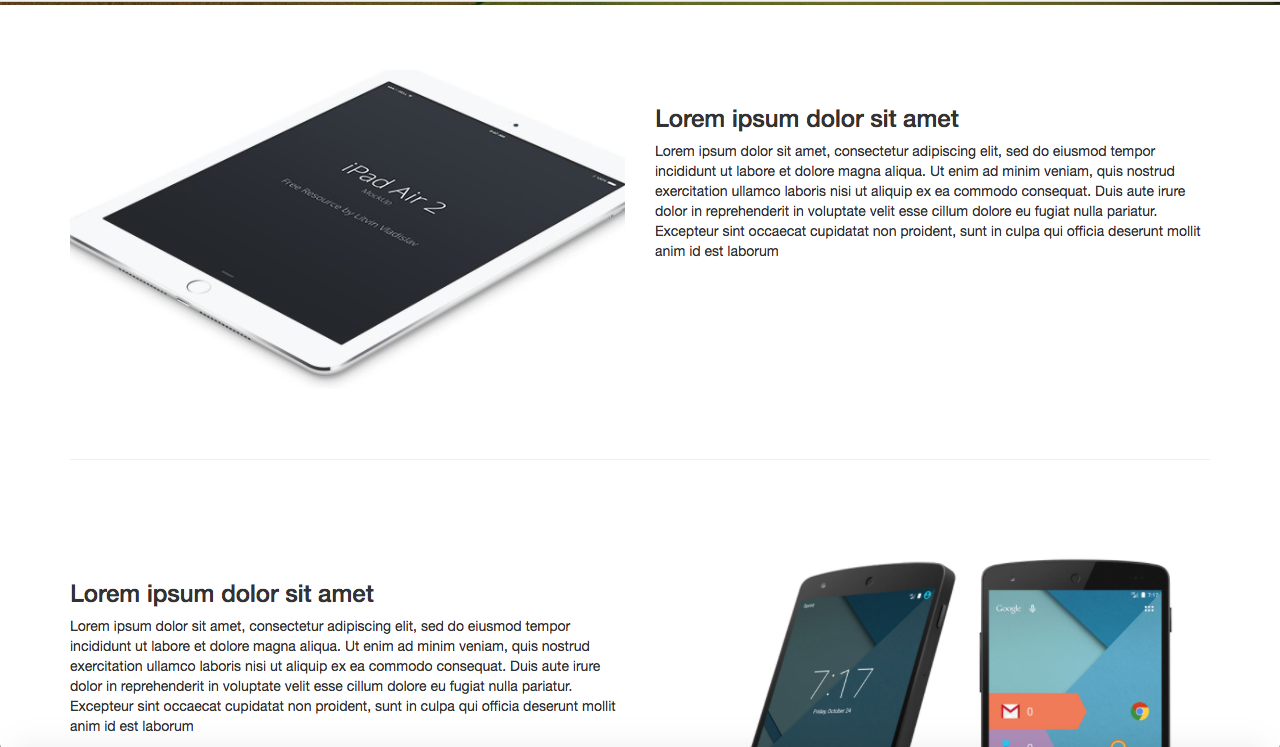 iPad Air 2
MockUp
Free Resource by Litvin Vladislav
Lorem ipsum dolor sit amet
Lorem ipsum dolor sit amet, consectetur adipiscing elit, sed do eiusmod tempor
incididunt ut labore et dolore magna aliqua. Ut enim ad minim veniam, quis nostrud
exercitation ullamco laboris nisi ut aliquip ex ea commodo consequat. Duis aute irure
dolor in reprehenderit in voluptate velit esse cillum dolore eu fugiat nulla pariatur.
Excepteur sint occaecat cupidatat non proident, sunt in culpa qui officia deserunt mollit
anim id est laborum
Lorem ipsum dolor sit amet
Lorem ipsum dolor sit amet, consectetur adipiscing elit, sed do eiusmod tempor
incididunt ut labore et dolore magna aliqua. Ut enim ad minim veniam, quis nostrud
exercitation ullamco laboris nisi ut aliquip ex ea commodo consequat. Duis aute irure
dolor in reprehenderit in voluptate velit esse cillum dolore eu fugiat nulla pariatur.
Excepteur sint occaecat cupidatat non proident, sunt in culpa qui officia deserunt mollit
anim id est laborum
7:17
Friday, October 24
7:17
Google
0
0